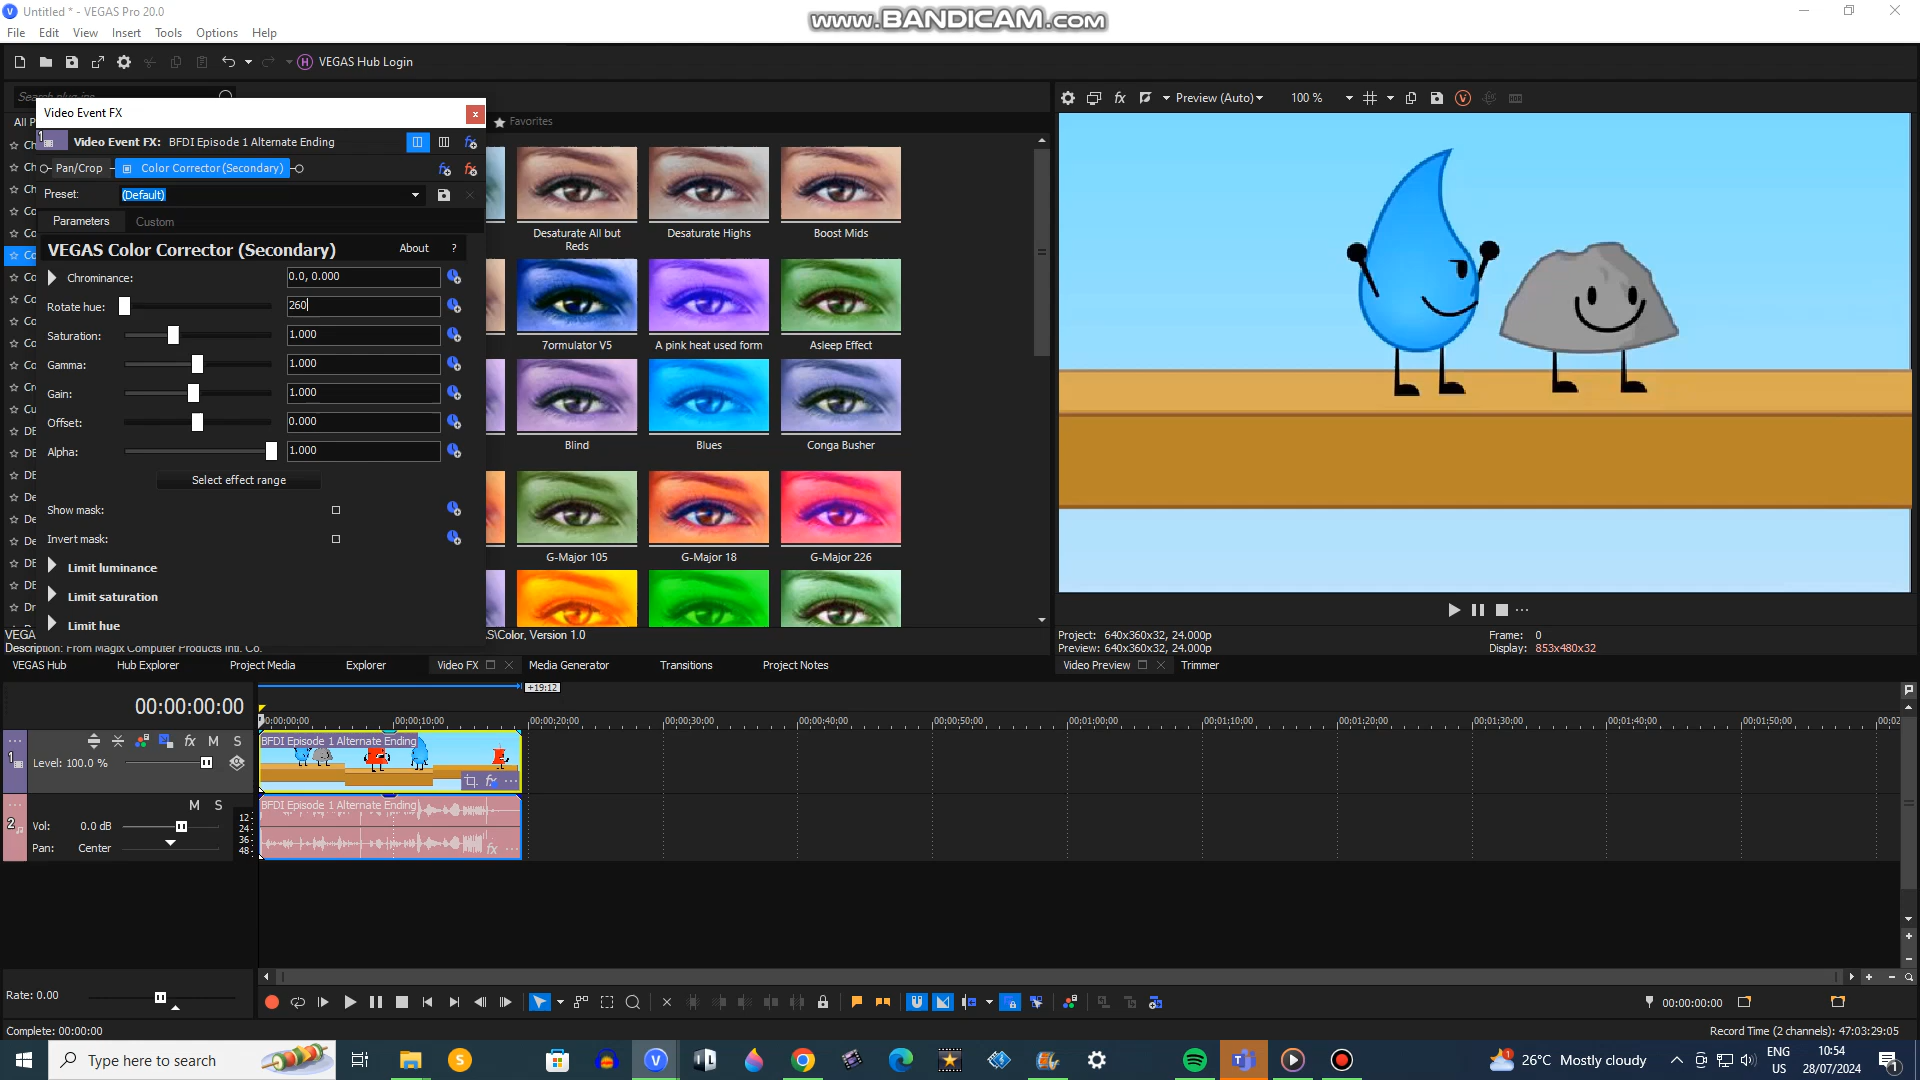 Untitled * - VEGAS Pro 20.0
www.BANDICAM.com
File Edit View Insert Tools Options Help
VEGAS Hub Login
Search plug-ins
Video Event FX
x
Preview (Auto)
100 %
Favorites
Video Event FX: BFDI Episode 1 Alternate Ending
Pan/Crop
Color Corrector (Secondary)
Preset:
(Default)
Parameters
Custom
VEGAS Color Corrector (Secondary)
About
?
Chrominance:
0.0, 0.000
Rotate hue:
260
Saturation:
1.000
Gamma:
1.000
Gain:
1.000
Offset:
0.000
Alpha:
1.000
Select effect range
Show mask:
Invert mask:
Limit luminance
Limit saturation
Limit hue
Desaturate All but Reds
Desaturate Highs
Boost Mids
7ormulator V5
A pink heat used form
Asleep Effect
Blind
Blues
Conga Busher
G-Major 105
G-Major 18
G-Major 226
S\Color, Version 1.0
Description: From Magix Computer Products Intl. Co.
Project: 640x360x32, 24.000p
Preview: 640x360x32, 24.000p
Frame: 0
Display: 853x480x32
VEGAS Hub
Hub Explorer
Project Media
Explorer
Video FX
Media Generator
Transitions
Project Notes
Video Preview
Trimmer
00:00:00:00
+19:12
00:00:10:00
00:00:20:00
00:00:30:00
00:00:40:00
00:00:50:00
00:01:00:00
00:01:10:00
00:01:20:00
00:01:30:00
00:01:40:00
00:01:50:00
1
M S
Level: 100.0 %
BFDI Episode 1 Alternate Ending
2
M S
Vol: 0.0 dB
Pan: Center
12
24
36
48
BFDI Episode 1 Alternate Ending
Rate: 0.00
00:00:00:00
Complete: 00:00:00
Record Time (2 channels): 47:03:29:05
Type here to search
26°C Mostly cloudy
ENG
US
10:54
28/07/2024